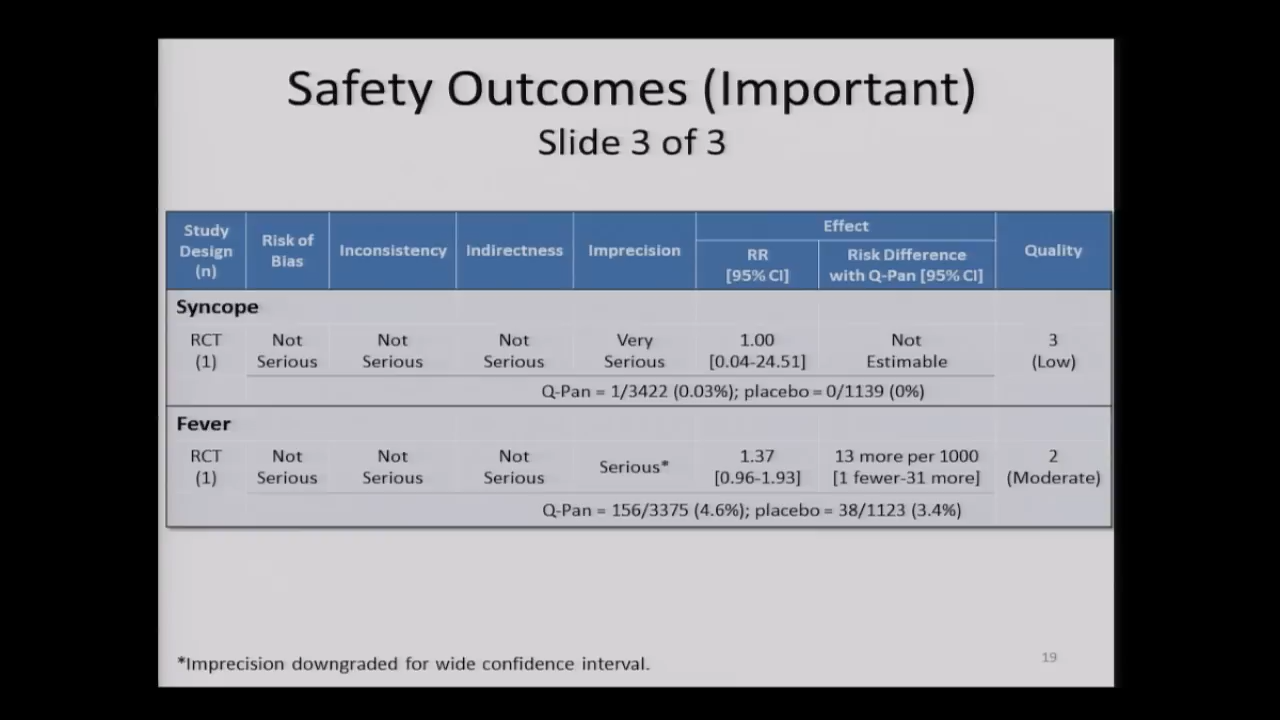 Safety Outcomes (Important)
Slide 3 of 3
Study Design (n) Risk of Bias Inconsistency Indirectness Imprecision Effect Quality
RR [95% CI] Risk Difference with Q-Pan [95% CI]
Syncope
RCT (1) Not Serious Not Serious Not Serious Very Serious 1.00 [0.04-24.51] Not Estimable 3 (Low)
Q-Pan = 1/3422 (0.03%); placebo = 0/1139 (0%)
Fever
RCT (1) Not Serious Not Serious Not Serious Serious* 1.37 [0.96-1.93] 13 more per 1000 [1 fewer-31 more] 2 (Moderate)
Q-Pan = 156/3375 (4.6%); placebo = 38/1123 (3.4%)
*Imprecision downgraded for wide confidence interval.
19